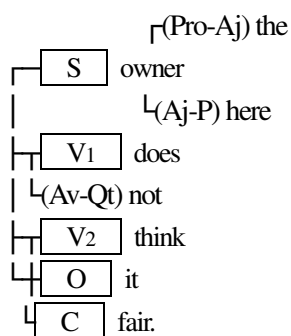 (Pro-Aj) the
S owner
(Aj-P) here
V1 does
(Av-Qt) not
V2 think
O it
C fair.